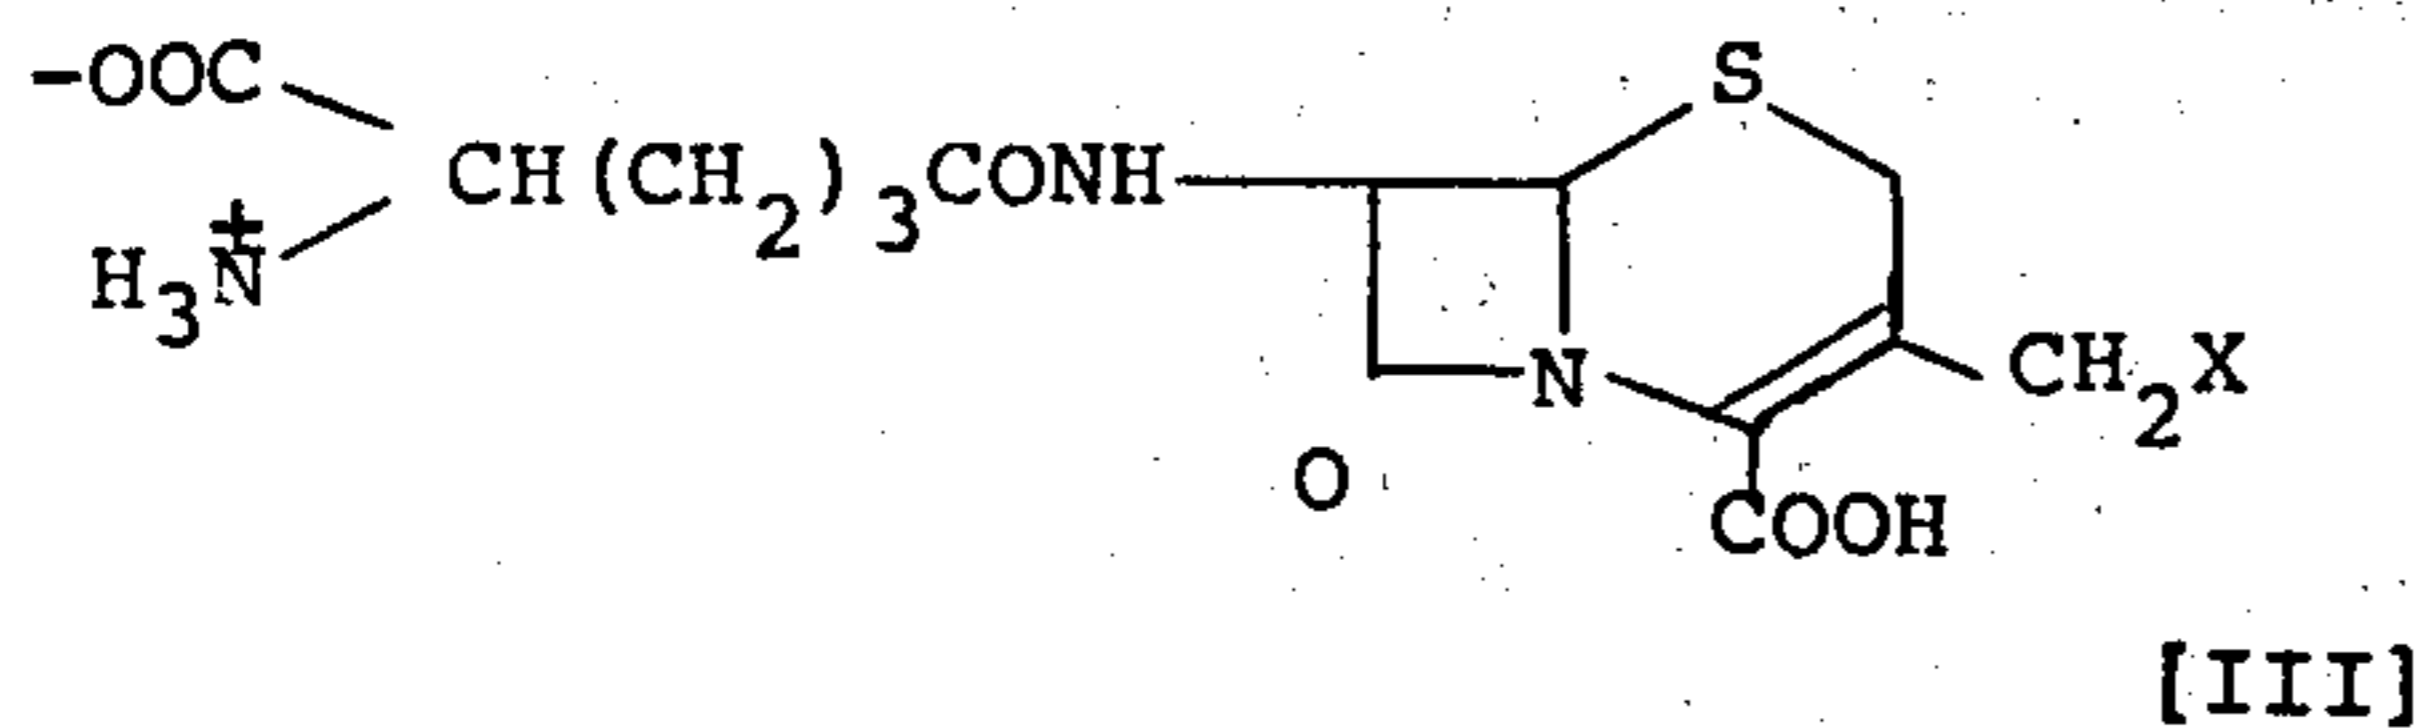 -OOC
S
CH(CH2)3CONH
H3N+
N
CH2X
O
COOH
[III]